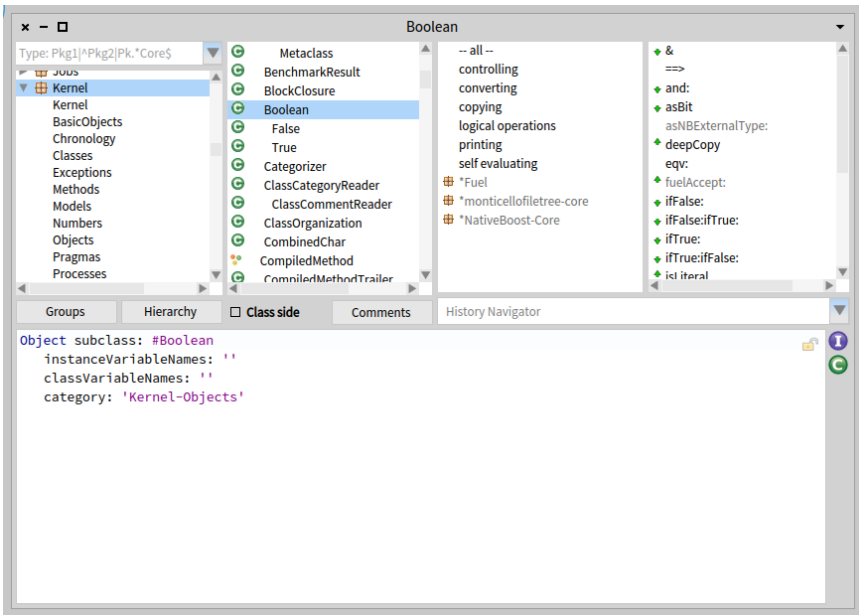 Boolean
Type: Pkg1|^Pkg2|Pk.*Core$
Jobs
Kernel
Kernel
BasicObjects
Chronology
Classes
Exceptions
Methods
Models
Numbers
Objects
Pragmas
Processes
Metaclass
BenchmarkResult
BlockClosure
Boolean
False
True
Categorizer
ClassCategoryReader
ClassCommentReader
ClassOrganization
CombinedChar
CompiledMethod
CompiledMethodTrailer
-- all --
controlling
converting
copying
logical operations
printing
self evaluating
*Fuel
*monticellofiletree-core
*NativeBoost-Core
&
==>
and:
asBit
asNBExternalType:
deepCopy
eqv:
fuelAccept:
ifFalse:
ifFalse:ifTrue:
ifTrue:
ifTrue:ifFalse:
isLiteral
Groups
Hierarchy
Class side
Comments
History Navigator
Object subclass: #Boolean
instanceVariableNames: ''
classVariableNames: ''
category: 'Kernel-Objects'
I
C